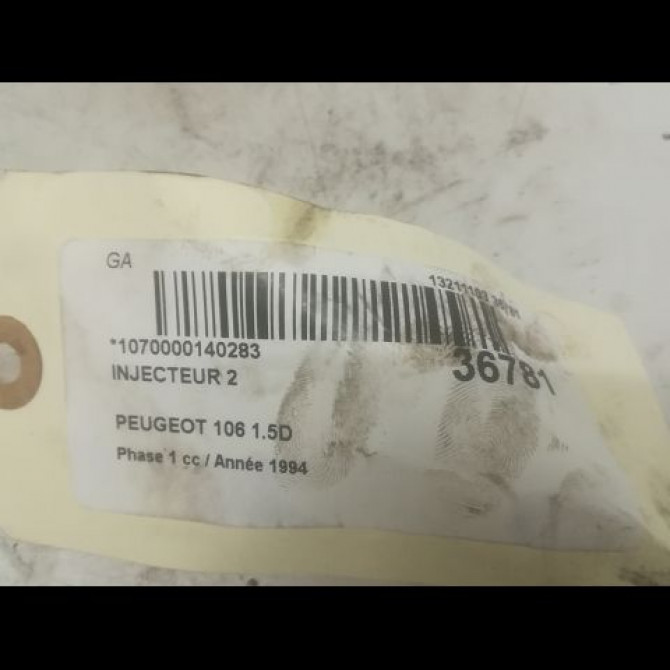 GA
*1070000140283
36781
INJECTEUR 2
PEUGEOT 106 1.5D
Phase 1 cc / Année 1994